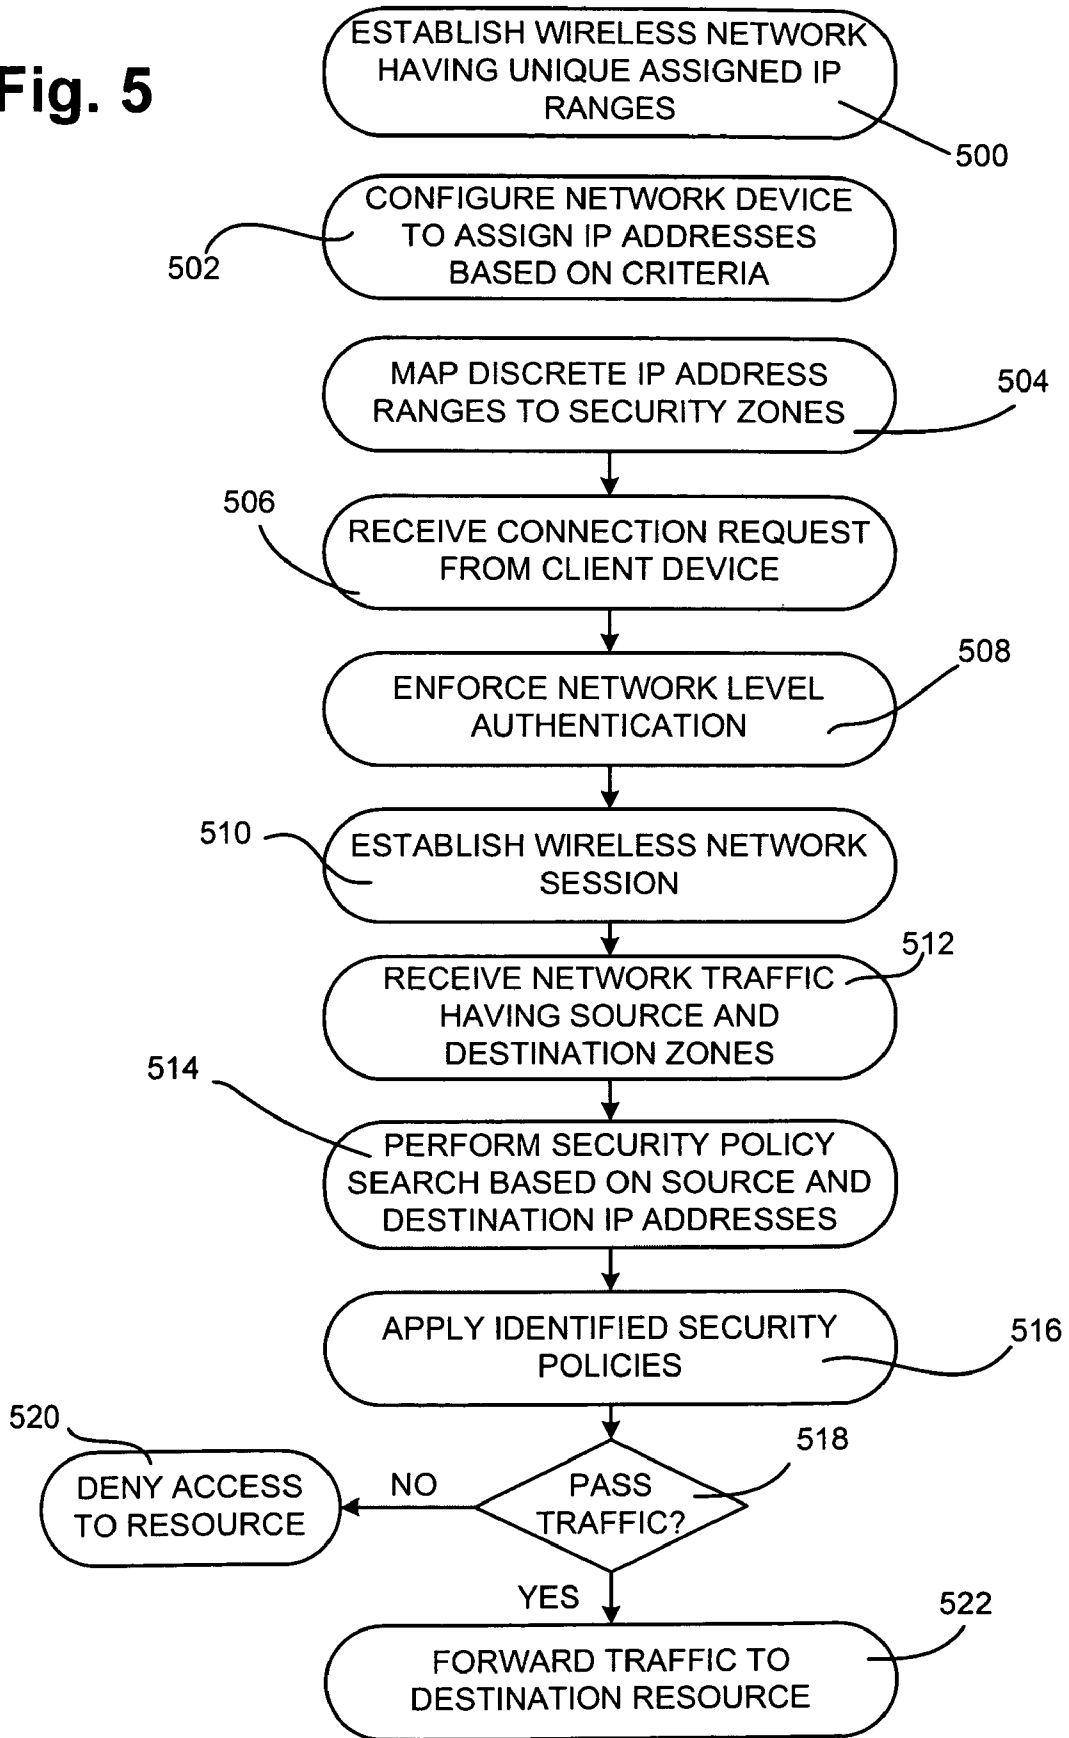 ESTABLISH WIRELESS NETWORK
HAVING UNIQUE ASSIGNED IP
RANGES
Fig. 5
500
CONFIGURE NETWORK DEVICE
TO ASSIGN IP ADDRESSES
BASED ON CRITERIA
502
MAP DISCRETE IP ADDRESS
RANGES TO SECURITY ZONES
504
506
RECEIVE CONNECTION REQUEST
FROM CLIENT DEVICE
508
ENFORCE NETWORK LEVEL
AUTHENTICATION
510
ESTABLISH WIRELESS NETWORK
SESSION
512
RECEIVE NETWORK TRAFFIC
HAVING SOURCE AND
DESTINATION ZONES
514
PERFORM SECURITY POLICY
SEARCH BASED ON SOURCE AND
DESTINATION IP ADDRESSES
APPLY IDENTIFIED SECURITY
POLICIES
516
520
518
DENY ACCESS
TO RESOURCE
NO
PASS
TRAFFIC?
YES
522
FORWARD TRAFFIC TO
DESTINATION RESOURCE